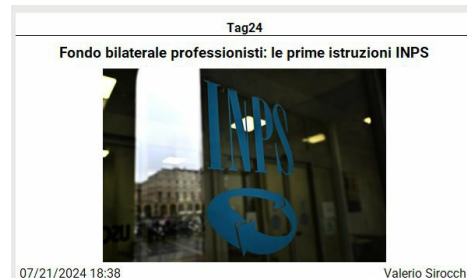 Tag24
Fondo bilaterale professionisti: le prime istruzioni INPS
INPS
07/21/2024 18:38
Valerio Sirocch